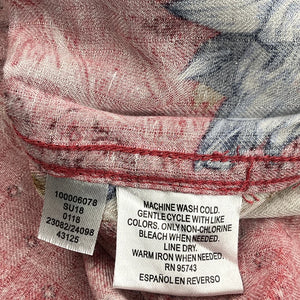 100006078
SU18
0118
23082/24098
43125
MACHINE WASH COLD.
GENTLE CYCLE WITH LIKE
COLORS. ONLY NON-CHLORINE
BLEACH WHEN NEEDED.
LINE DRY.
WARM IRON WHEN NEEDED.
RN 95743
ESPAÑOL EN REVERSO